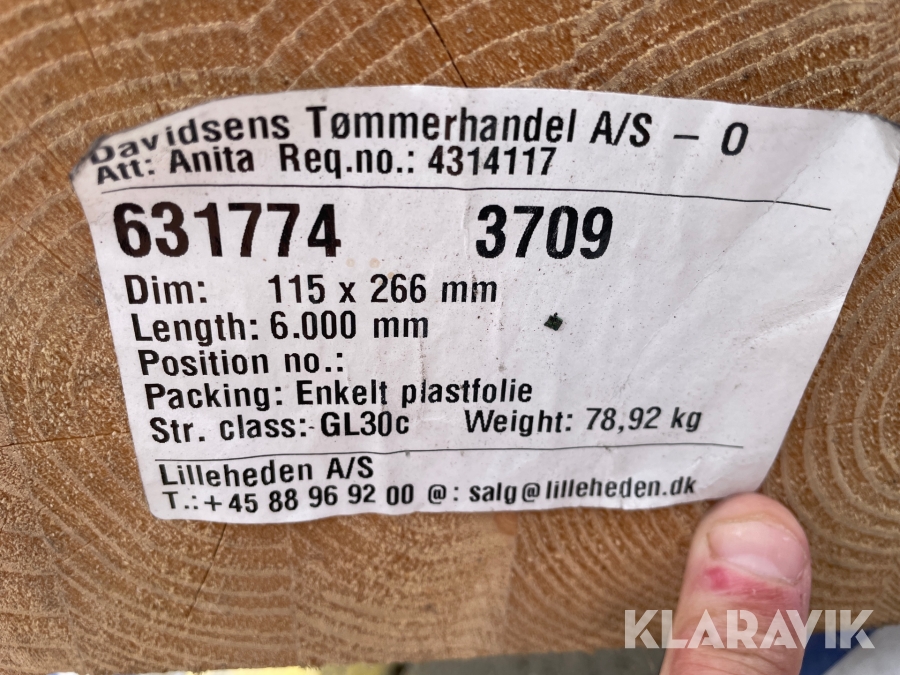 Davidsens Tømmerhandel A/S - 0
Att: Anita Req.no.: 4314117
631774 3709
Dim: 115 x 266 mm
Length: 6.000 mm
Position no.:
Packing: Enkelt plastfolie
Str. class: GL30c Weight: 78,92 kg
Lilleheden A/S
T.:+45 88 96 92 00 @: salg@lilleheden.dk
KLARAVIK